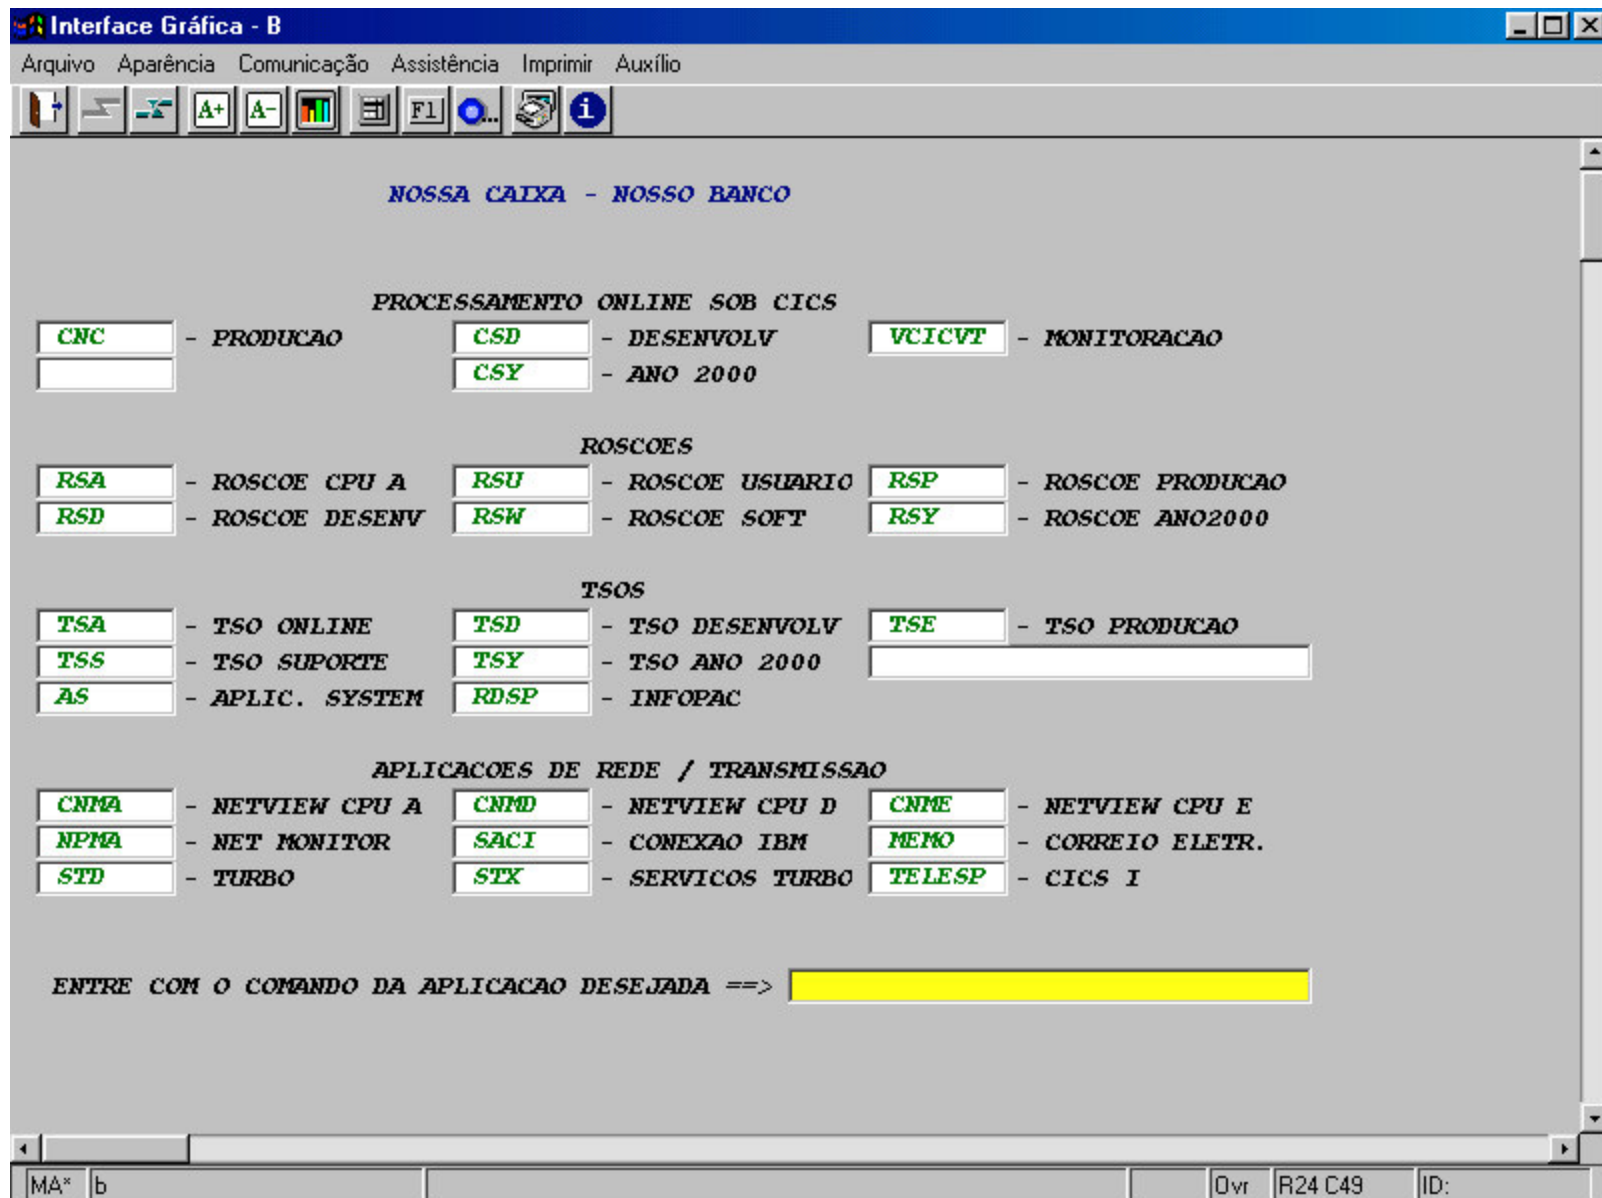 Interface Gráfica - B
Arquivo Aparência Comunicação Assistência Imprimir Auxílio
A+ A- F1 ... i
NOSSA CAIXA - NOSSO BANCO
PROCESSAMENTO ONLINE SOB CICS
CNC - PRODUCAO CSD - DESENVOLV VCICVT - MONITORACAO
CSY - ANO 2000
ROSCOES
RSA - ROSCOE CPU A RSU - ROSCOE USUARIO RSP - ROSCOE PRODUCAO
RSD - ROSCOE DESENV RSW - ROSCOE SOFT RSY - ROSCOE ANO2000
TSOS
TSA - TSO ONLINE TSD - TSO DESENVOLV TSE - TSO PRODUCAO
TSS - TSO SUPORTE TSY - TSO ANO 2000
AS - APLIC. SYSTEM RDSP - INFOPAC
APLICACOES DE REDE / TRANSMISSAO
CNMA - NETVIEW CPU A CNMD - NETVIEW CPU D CNME - NETVIEW CPU E
NPMA - NET MONITOR SACI - CONEXAO IBM MEMO - CORREIO ELETR.
STD - TURBO STX - SERVICOS TURBO TELESP - CICS I
ENTRE COM O COMANDO DA APLICACAO DESEJADA ==>
MA* b Ovr R24 C49 ID: